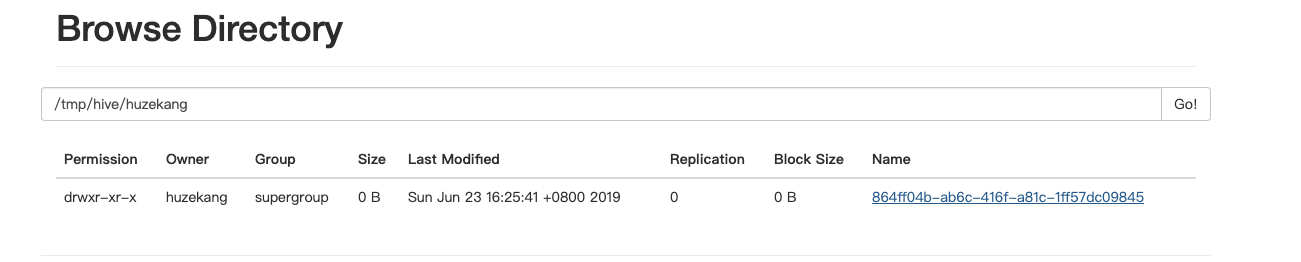 Browse Directory
/tmp/hive/huzekang Go!
Permission Owner Group Size Last Modified Replication Block Size Name
drwxr-xr-x huzekang supergroup 0 B Sun Jun 23 16:25:41 +0800 2019 0 0 B 864ff04b-ab6c-416f-a81c-1ff57dc09845